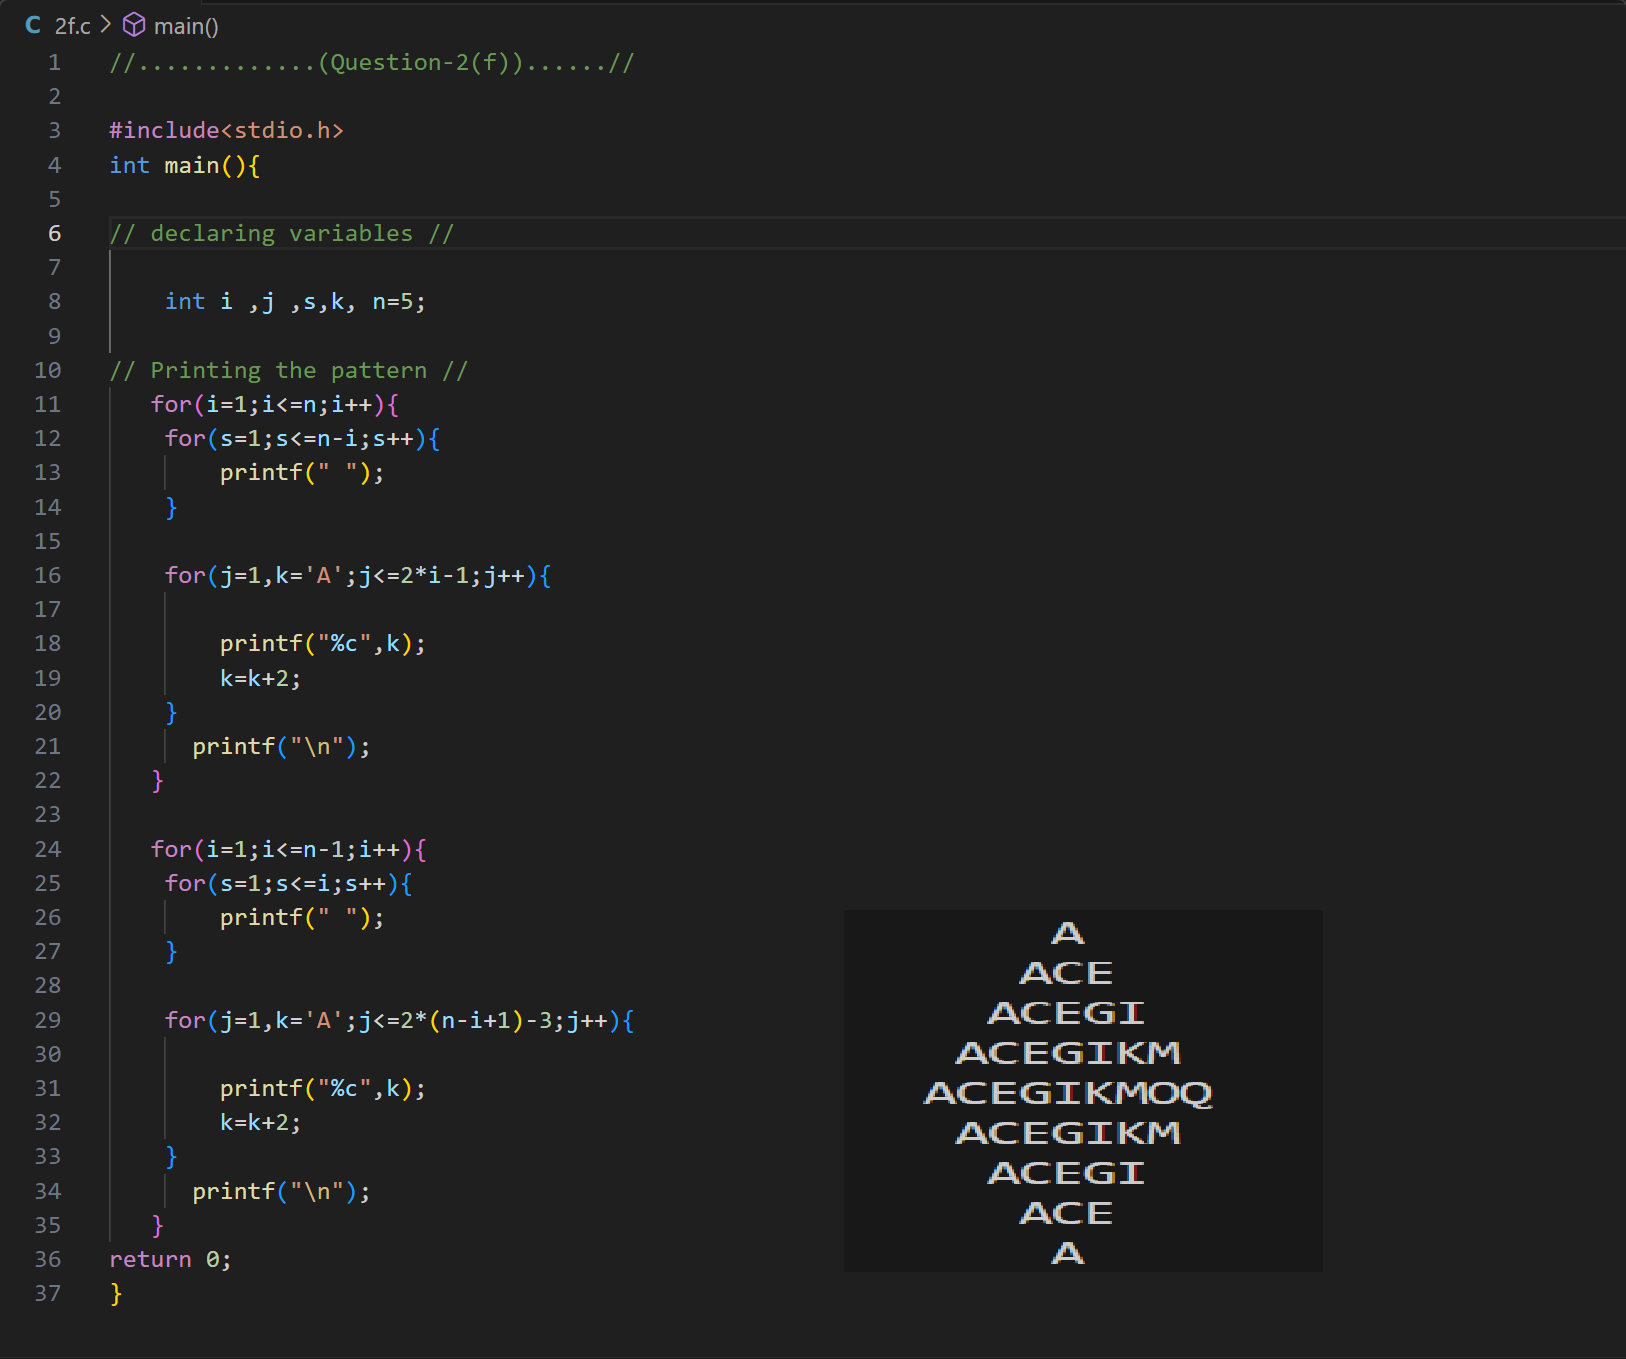 C 2f.c > main()
1 //.............(Question-2(f))......//
2
3 #include<stdio.h>
4 int main(){
5
6 // declaring variables //
7
8     int i ,j ,s,k, n=5;
9
10 // Printing the pattern //
11    for(i=1;i<=n;i++){
12     for(s=1;s<=n-i;s++){
13         printf(" ");
14     }
15
16     for(j=1,k='A';j<=2*i-1;j++){
17
18         printf("%c",k);
19         k=k+2;
20     }
21       printf("\n");
22    }
23
24    for(i=1;i<=n-1;i++){
25     for(s=1;s<=i;s++){
26         printf(" ");
27     }
28
29     for(j=1,k='A';j<=2*(n-i+1)-3;j++){
30
31         printf("%c",k);
32         k=k+2;
33     }
34       printf("\n");
35    }
36 return 0;
37 }
A
ACE
ACEGI
ACEGIKM
ACEGIKMOQ
ACEGIKM
ACEGI
ACE
A